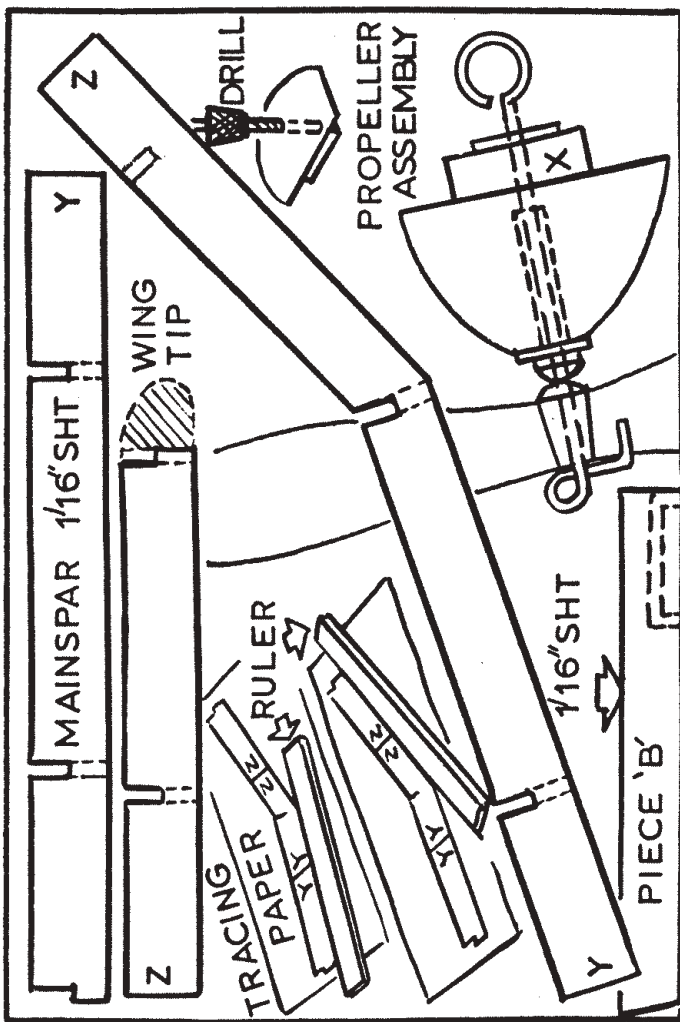 Z
DRILL
PROPELLER
ASSEMBLY
X
Y
MAINSPAR 1/16" SHT
WING
TIP
Z
TRACING
PAPER
RULER
Z Z
Y Y
Z Z
Y Y
Y
1/16" SHT
PIECE 'B'